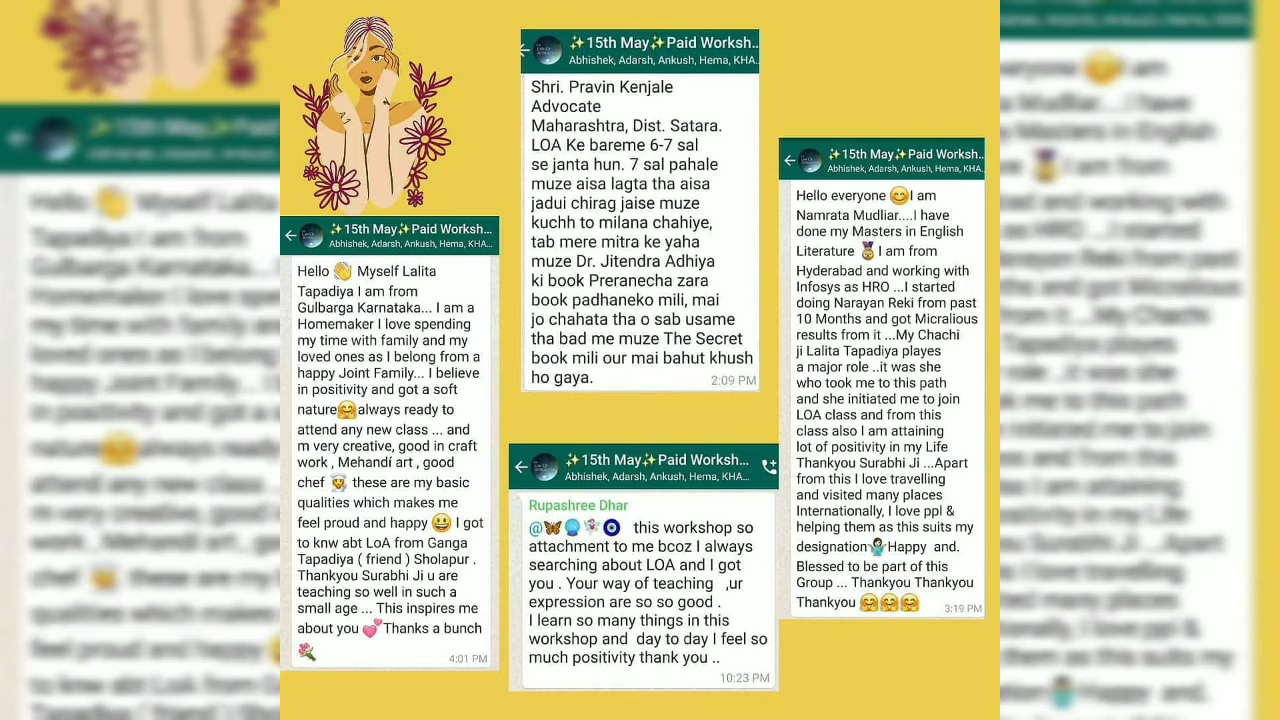 ✨15th May✨Paid Worksh...
Abhishek, Adarsh, Ankush, Hema, KHA...
Hello 👋 Myself Lalita
Tapadiya I am from
Gulbarga Karnataka... I am a
Homemaker I love spending
my time with family and my
loved ones as I belong from a
happy Joint Family... I believe
in positivity and got a soft
nature🤗always ready to
attend any new class ... and
m very creative, good in craft
work , Mehandí art , good
chef 👩‍🍳 these are my basic
qualities which makes me
feel proud and happy 😃 I got
to knw abt LoA from Ganga
Tapadiya ( friend ) Sholapur .
Thankyou Surabhi Ji u are
teaching so well in such a
small age ... This inspires me
about you 💕Thanks a bunch
🌷
4:01 PM
✨15th May✨Paid Worksh..
Abhishek, Adarsh, Ankush, Hema, KHA..
Shri. Pravin Kenjale
Advocate
Maharashtra, Dist. Satara.
LOA Ke bareme 6-7 sal
se janta hun. 7 sal pahale
muze aisa lagta tha aisa
jadui chirag jaise muze
kuchh to milana chahiye,
tab mere mitra ke yaha
muze Dr. Jitendra Adhiya
ki book Preranecha zara
book padhaneko mili, mai
jo chahata tha o sab usame
tha bad me muze The Secret
book mili our mai bahut khush
ho gaya.
2:09 PM
✨15th May✨Paid Worksh...
Abhishek, Adarsh, Ankush, Hema, KHA...
Rupashree Dhar
@🦋🔮🧚🧿 this workshop so
attachment to me bcoz I always
searching about LOA and I got
you . Your way of teaching ,ur
expression are so so good .
I learn so many things in this
workshop and day to day I feel so
much positivity thank you ..
10:23 PM
✨15th May✨Paid Worksh..
Abhishek, Adarsh, Ankush, Hema, KHA..
Hello everyone 😊I am
Namrata Mudliar....I have
done my Masters in English
Literature 🏅I am from
Hyderabad and working with
Infosys as HRO ...I started
doing Narayan Reki from past
10 Months and got Micralious
results from it ...My Chachi
ji Lalita Tapadiya playes
a major role ..it was she
who took me to this path
and she initiated me to join
LOA class and from this
class also I am attaining
lot of positivity in my Life
Thankyou Surabhi Ji ...Apart
from this I love travelling
and visited many places
Internationally, I love ppl &
helping them as this suits my
designation💁‍♀️Happy and.
Blessed to be part of this
Group ... Thankyou Thankyou
Thankyou 🤗🤗🤗
3:19 PM